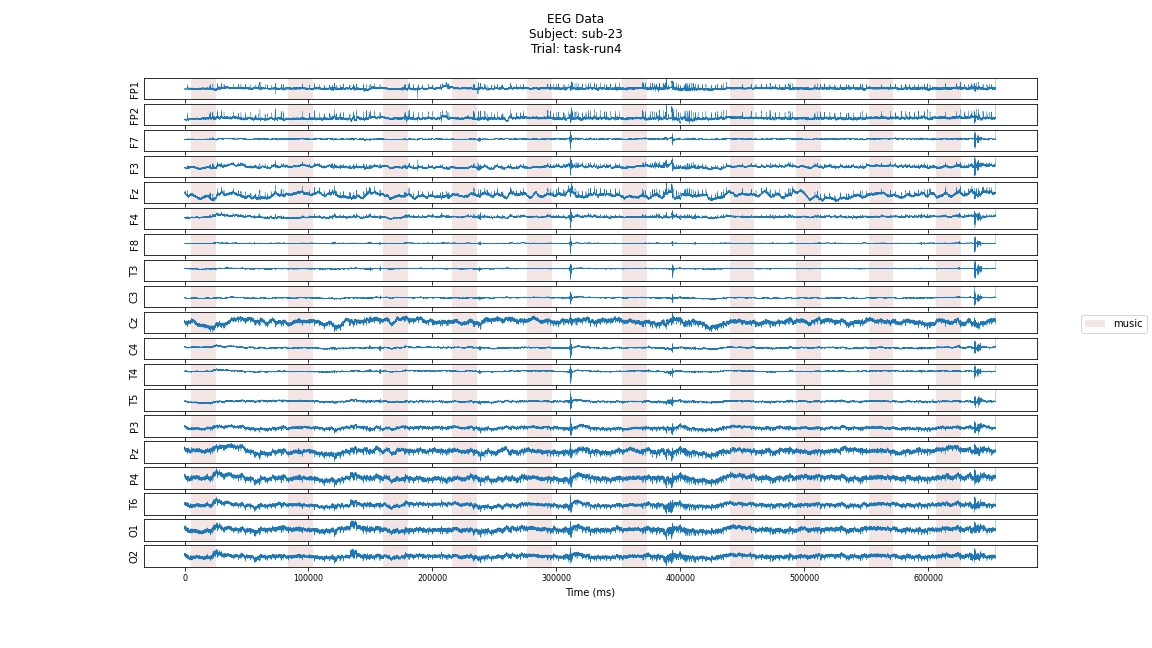 EEG Data
Subject: sub-23
Trial: task-run4
FP1
FP2
F7
F3
Fz
F4
F8
T3
C3
Cz
C4
T4
T5
P3
Pz
P4
T6
O1
O2
music
0 100000 200000 300000 400000 500000 600000
Time (ms)